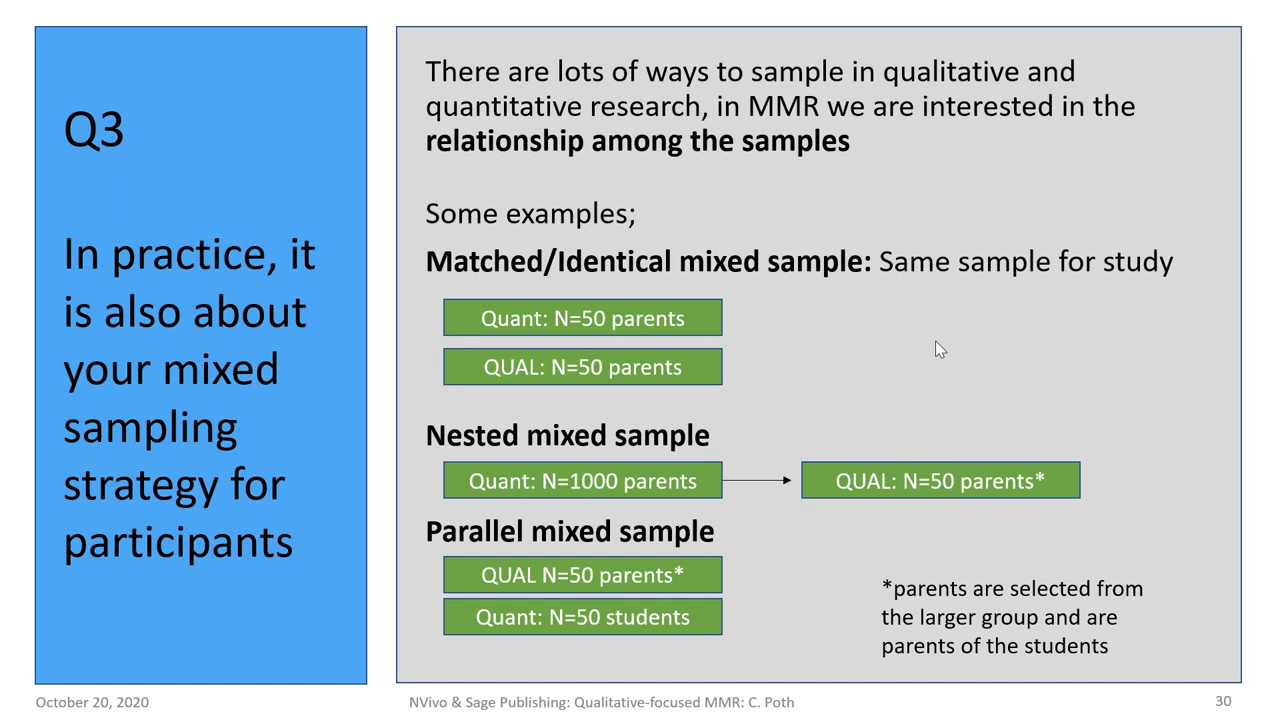 Q3
In practice, it
is also about
your mixed
sampling
strategy for
participants
There are lots of ways to sample in qualitative and
quantitative research, in MMR we are interested in the
relationship among the samples
Some examples;
Matched/Identical mixed sample: Same sample for study
Quant: N=50 parents
QUAL: N=50 parents
Nested mixed sample
Quant: N=1000 parents
QUAL: N=50 parents*
Parallel mixed sample
QUAL N=50 parents*
Quant: N=50 students
*parents are selected from
the larger group and are
parents of the students
October 20, 2020
NVivo & Sage Publishing: Qualitative-focused MMR: C. Poth
30